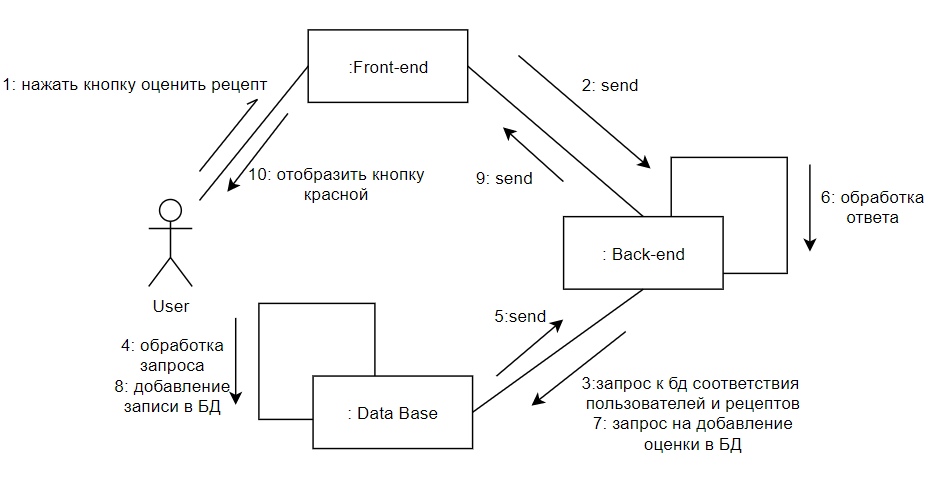 :Front-end
1: нажать кнопку оценить рецепт
2: send
10: отобразить кнопку
красной
9: send
6: обработка
ответа
: Back-end
User
5:send
4: обработка
запроса
8: добавление
записи в БД
: Data Base
3:запрос к бд соответствия
пользователей и рецептов
7: запрос на добавление
оценки в БД